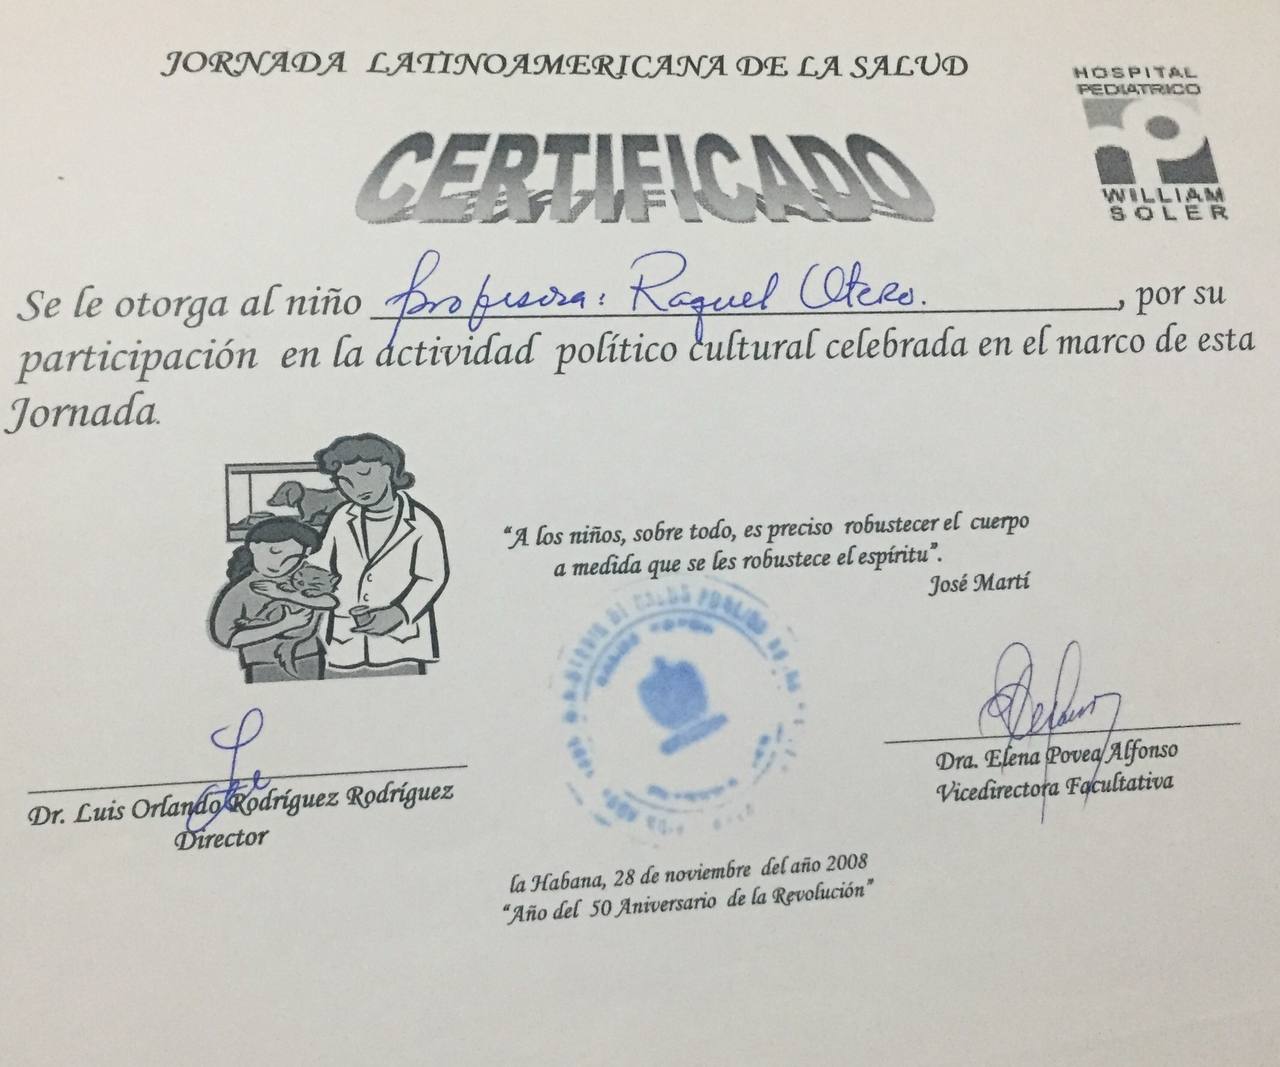 JORNADA LATINOAMERICANA DE LA SALUD
HOSPITAL
PEDIATRICO
WILLIAM
SOLER
CERTIFICADO
Se le otorga al niño Profesora: Raquel Otero. , por su
participación en la actividad político cultural celebrada en el marco de esta
Jornada.
“A los niños, sobre todo, es preciso robustecer el cuerpo
a medida que se les robustece el espíritu”.
José Martí
Dr. Luis Orlando Rodríguez Rodríguez
Director
Dra. Elena Povea Alfonso
Vicedirectora Facultativa
la Habana, 28 de noviembre del año 2008
“Año del 50 Aniversario de la Revolución”